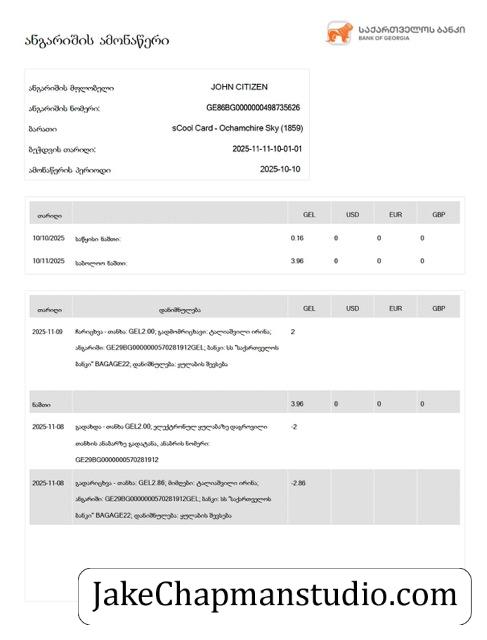 ანგარიშის ამონაწერი
საქართველოს ბანკი
BANK OF GEORGIA
ანგარიშის მფლობელი JOHN CITIZEN
ანგარიშის ნომერი: GE86BG0000000498735626
ბარათი sCool Card - Ochamchire Sky (1859)
ბეჭდვის თარიღი: 2025-11-11-10-01-01
ამონაწერის პერიოდი 2025-10-10
თარიღი GEL USD EUR GBP
10/10/2025 საწყისი ნაშთი: 0.16 0 0 0
10/11/2025 საბოლოო ნაშთი: 3.96 0 0 0
თარიღი დანიშნულება GEL USD EUR GBP
2025-11-09 ჩარიცხვა - თანხა: GEL2.00; გადმომრიცხავი: ტალიაშვილი ირინა; 2
ანგარიში: GE29BG0000000570281912GEL; ბანკი: სს "საქართველოს
ბანკი" BAGAGE22; დანიშნულება: ყულაბის შევსება
ნაშთი 3.96 0 0 0
2025-11-08 გადახდა - თანხა GEL2.00; ელექტრონულ ყულაბაზე დაგროვილი -2
თანხის ანაბარზე გადატანა, ანაბრის ნომერი:
GE29BG0000000570281912
2025-11-08 გადარიცხვა - თანხა: GEL2.86; მიმღები: ტალიაშვილი ირინა; -2.86
ანგარიში: GE29BG0000000570281912GEL; ბანკი: სს "საქართველოს
ბანკი" BAGAGE22; დანიშნულება: ყულაბის შევსება
JakeChapmanstudio.com